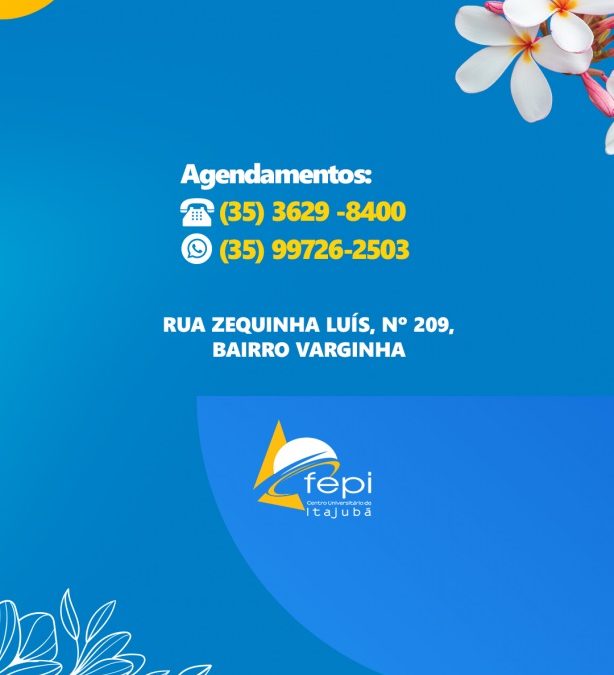 Agendamentos:
(35) 3629 -8400
(35) 99726-2503
RUA ZEQUINHA LUÍS, Nº 209,
BAIRRO VARGINHA
fepi
Centro Universitário de
Itajubá